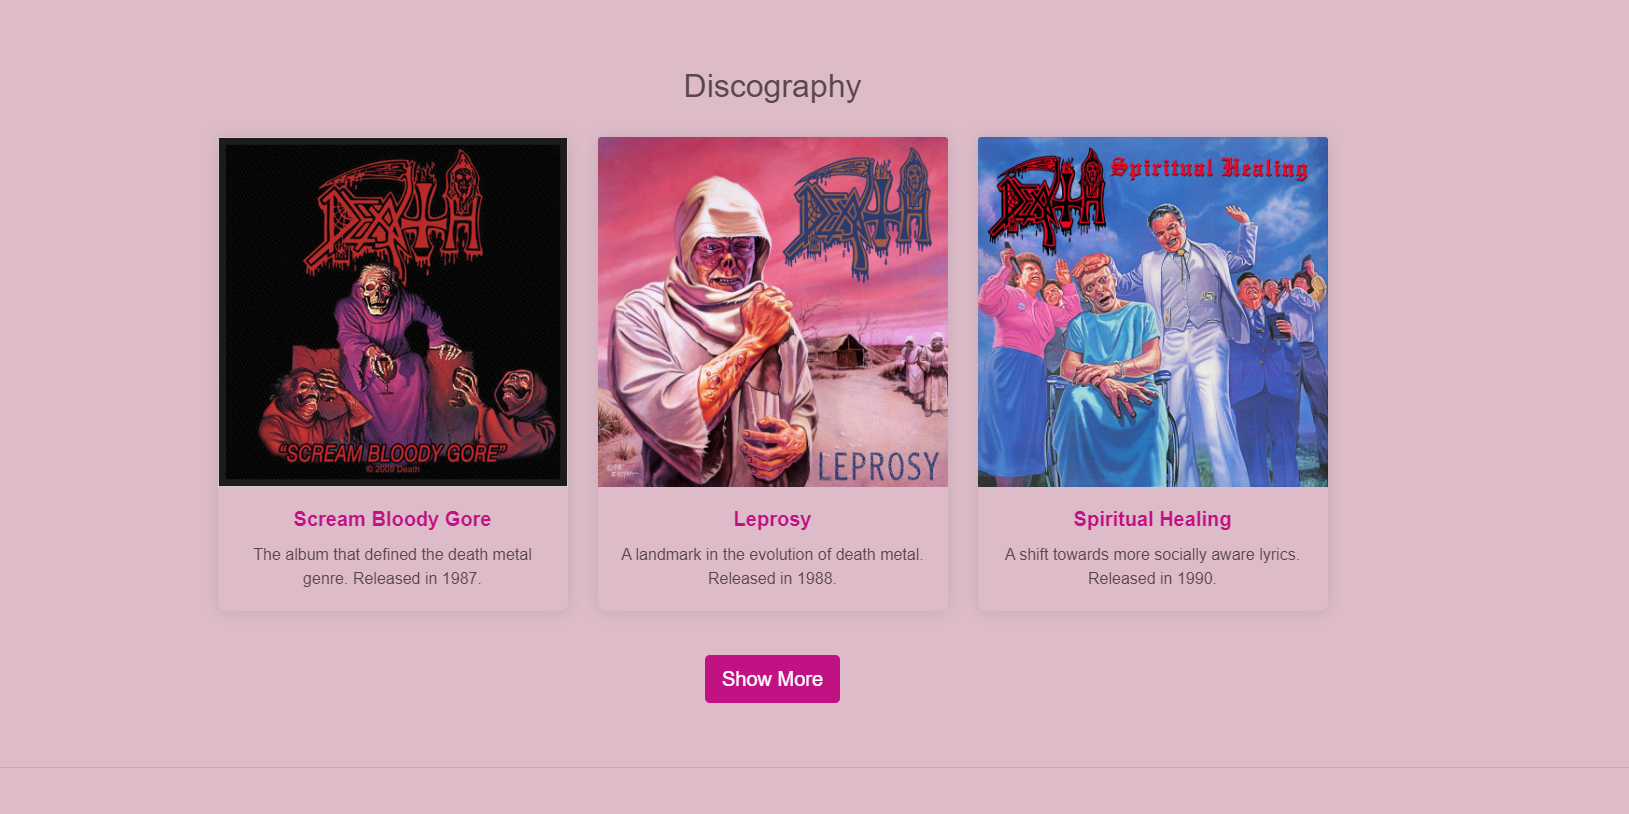 Discography
DEATH
"SCREAM BLOODY GORE"
© 2009 Death
DEATH
LEPROSY
DEATH
Spiritual Healing
Scream Bloody Gore
The album that defined the death metal
genre. Released in 1987.
Leprosy
A landmark in the evolution of death metal.
Released in 1988.
Spiritual Healing
A shift towards more socially aware lyrics.
Released in 1990.
Show More